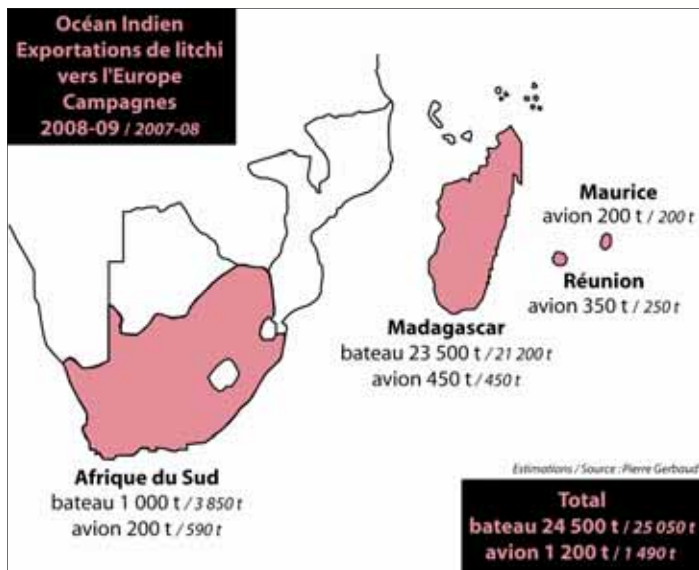 Océan Indien
Exportations de litchi
vers l'Europe
Campagnes
2008-09 / 2007-08
Maurice
avion 200 t / 200 t
Réunion
avion 350 t / 250 t
Madagascar
bateau 23 500 t / 21 200 t
avion 450 t / 450 t
Afrique du Sud
bateau 1 000 t / 3 850 t
avion 200 t / 590 t
Estimations / Source : Pierre Gerbaud
Total
bateau 24 500 t / 25 050 t
avion 1 200 t / 1 490 t